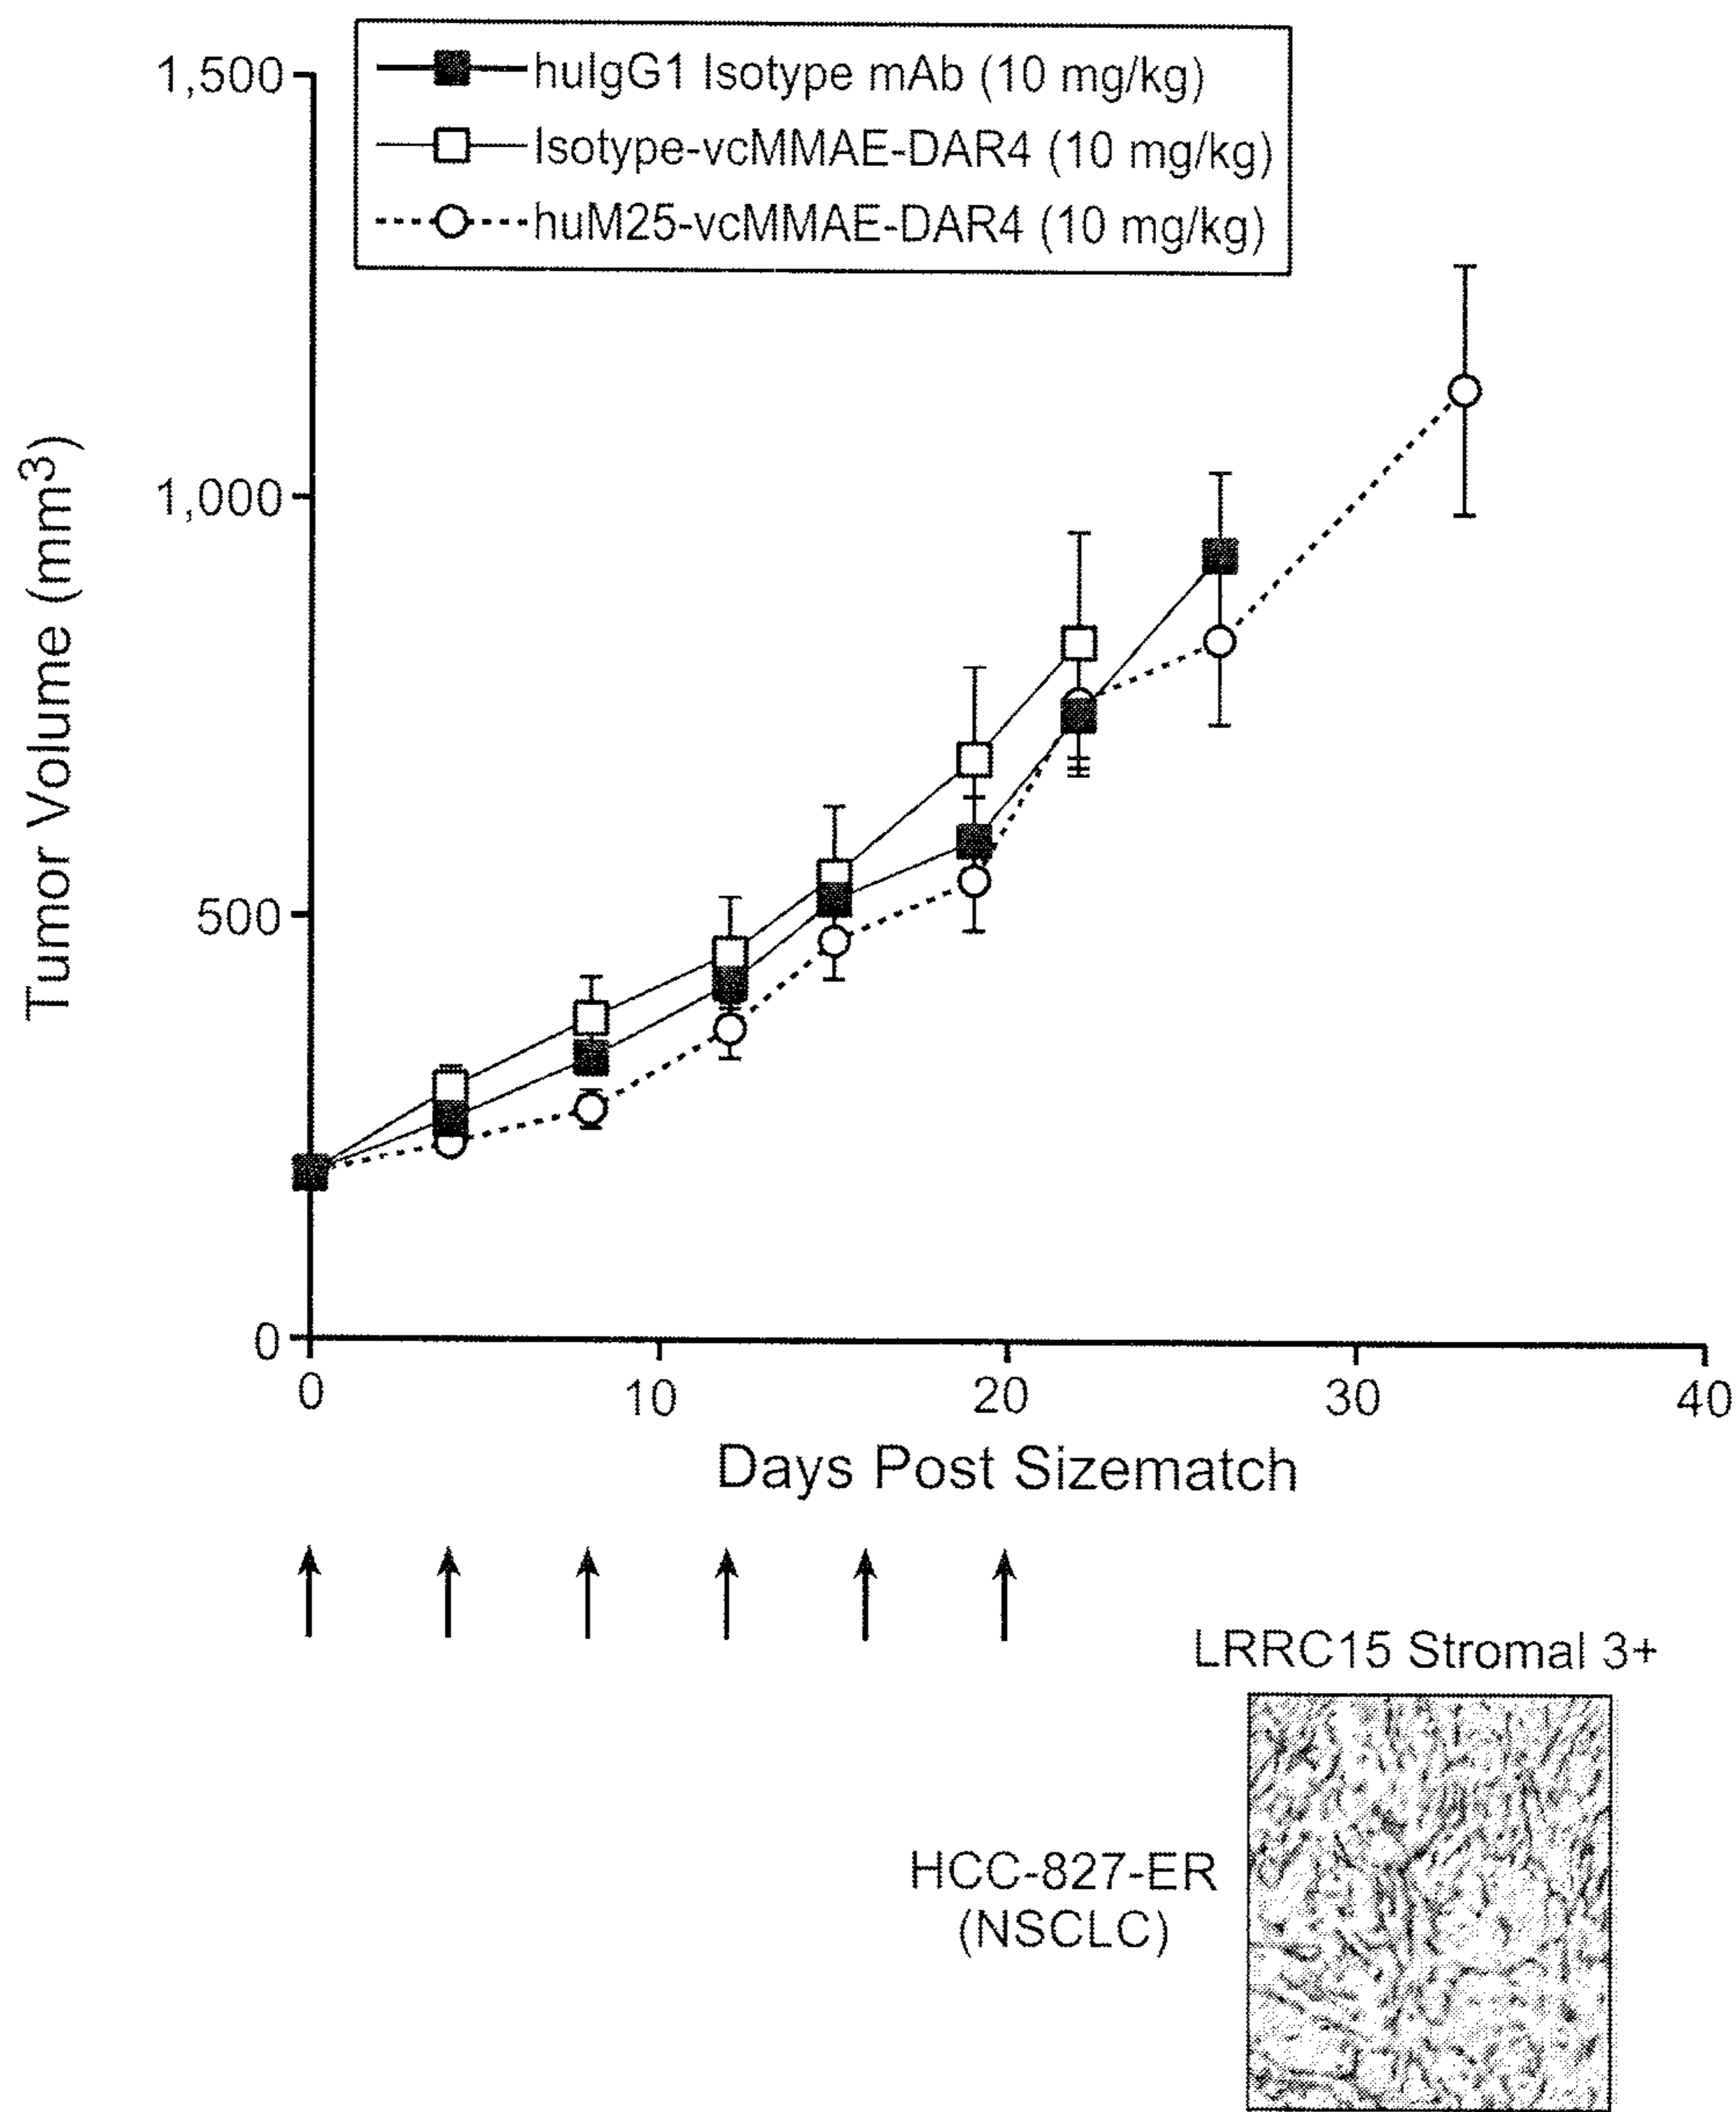 huIgG1 Isotype mAb (10 mg/kg)
Isotype-vcMMAE-DAR4 (10 mg/kg)
huM25-vcMMAE-DAR4 (10 mg/kg)
Tumor Volume (mm³)
1,500
1,000
500
0
0 10 20 30 40
Days Post Sizematch
LRRC15 Stromal 3+
HCC-827-ER
(NSCLC)